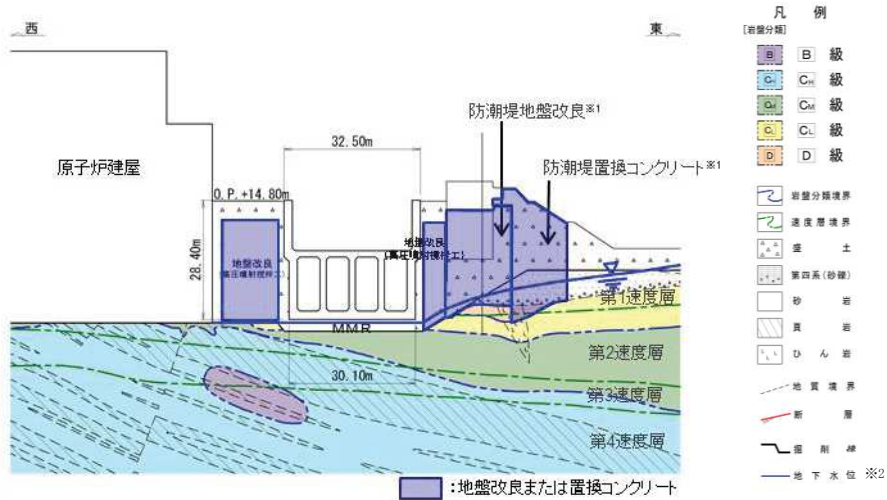 西
東
原子炉建屋
32.50m
O.P.+14.80m
28.40m
地盤改良
(高圧噴射撹拌工)
地盤改良
(高圧噴射撹拌工)
防潮堤地盤改良※1
防潮堤置換コンクリート※1
MMR
30.10m
第1速度層
第2速度層
第3速度層
第4速度層
:地盤改良または置換コンクリート
凡 例
[岩盤分類]
B B 級
CH CH 級
CM CM 級
CL CL 級
D D 級
岩盤分類境界
速度層境界
盛 土
第四系(砂礫)
砂 岩
頁 岩
ひ ん 岩
地 質 境 界
断 層
掘 削 線
地 下 水 位 ※2